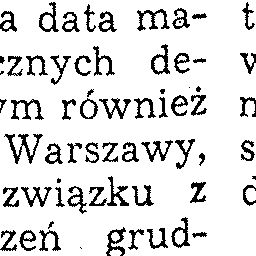 a data ma-
cznych de-
ym również
Warszawy,
związku z
zeń grud-